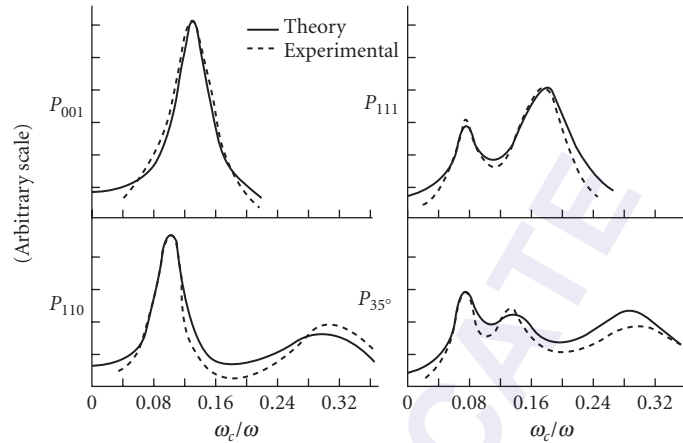 Theory
Experimental
P001
P111
(Arbitrary scale)
P110
P35°
0 0.08 0.16 0.24 0.32 0 0.08 0.16 0.24 0.32
ωc/ω ωc/ω
CATE